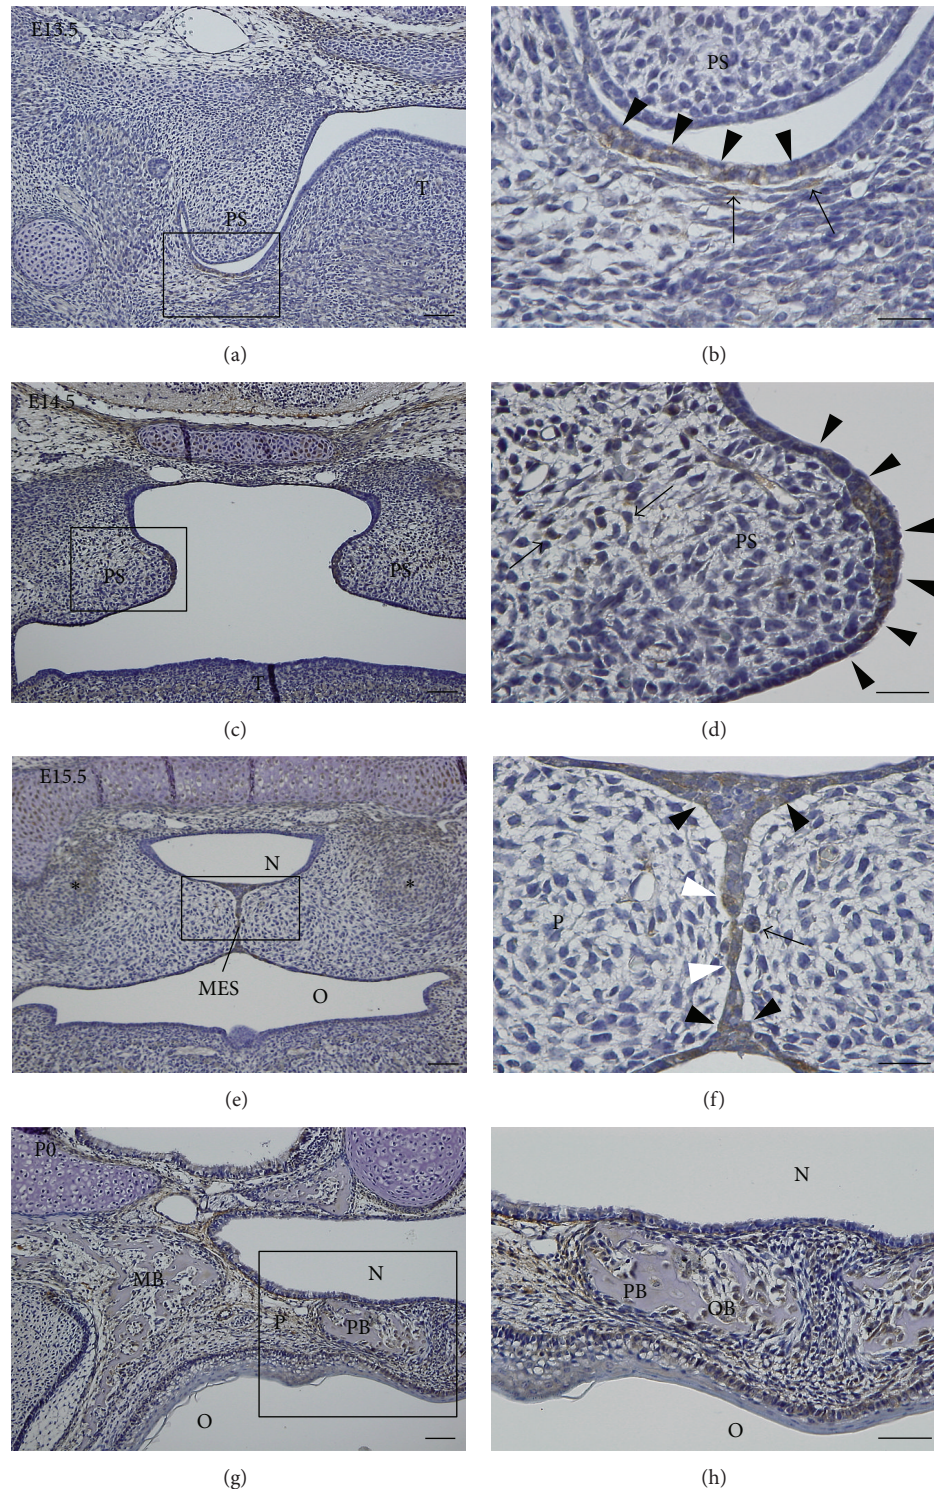 E13.5
T
PS
(a)
PS
(b)
E14.5
PS PS
T
(c)
PS
(d)
E15.5
N
* *
MES
O
(e)
P
(f)
P0
MB
N
P
PB
O
(g)
N
PB
OB
O
(h)